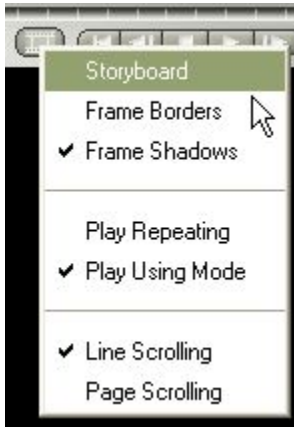 Storyboard
Frame Borders
Frame Shadows
Play Repeating
Play Using Mode
Line Scrolling
Page Scrolling